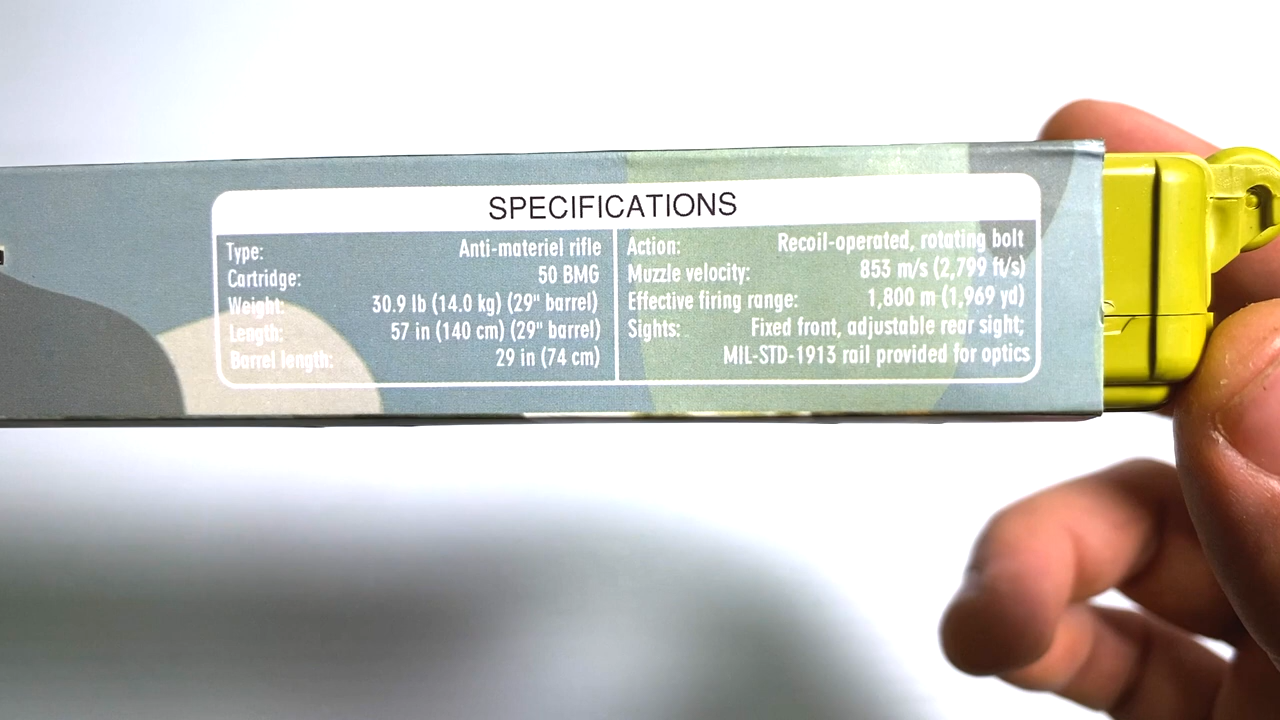 SPECIFICATIONS
Type: Anti-materiel rifle
Cartridge: 50 BMG
Weight: 30.9 lb (14.0 kg) (29" barrel)
Length: 57 in (140 cm) (29" barrel)
Barrel length: 29 in (74 cm)
Action: Recoil-operated, rotating bolt
Muzzle velocity: 853 m/s (2,799 ft/s)
Effective firing range: 1,800 m (1,969 yd)
Sights: Fixed front, adjustable rear sight;
MIL-STD-1913 rail provided for optics